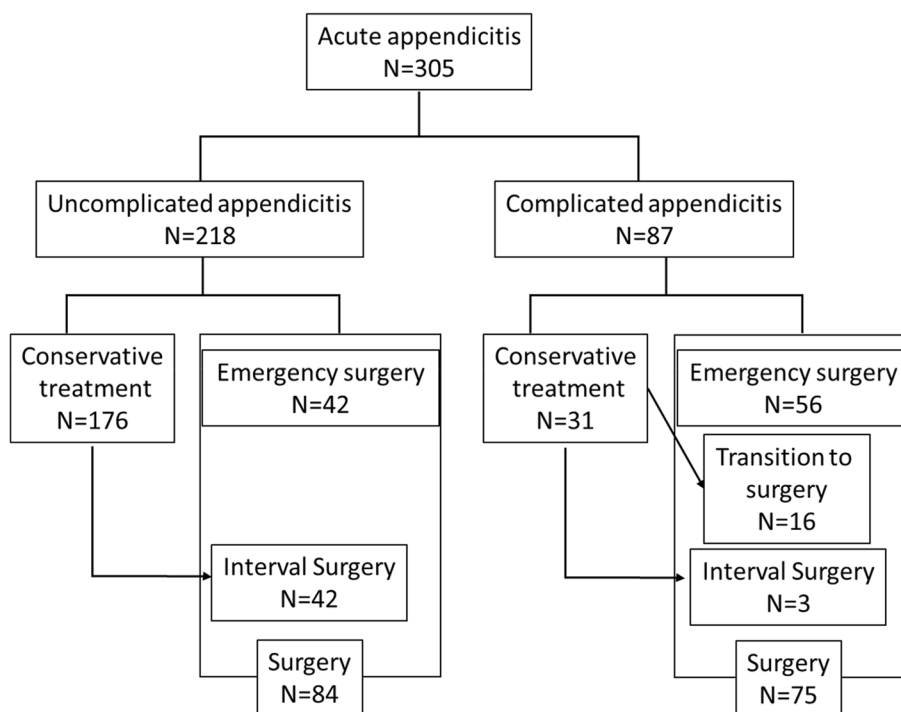 Acute appendicitis
N=305
Uncomplicated appendicitis
N=218
Complicated appendicitis
N=87
Conservative
treatment
N=176
Emergency surgery
N=42
Conservative
treatment
N=31
Emergency surgery
N=56
Transition to
surgery
N=16
Interval Surgery
N=42
Interval Surgery
N=3
Surgery
N=84
Surgery
N=75